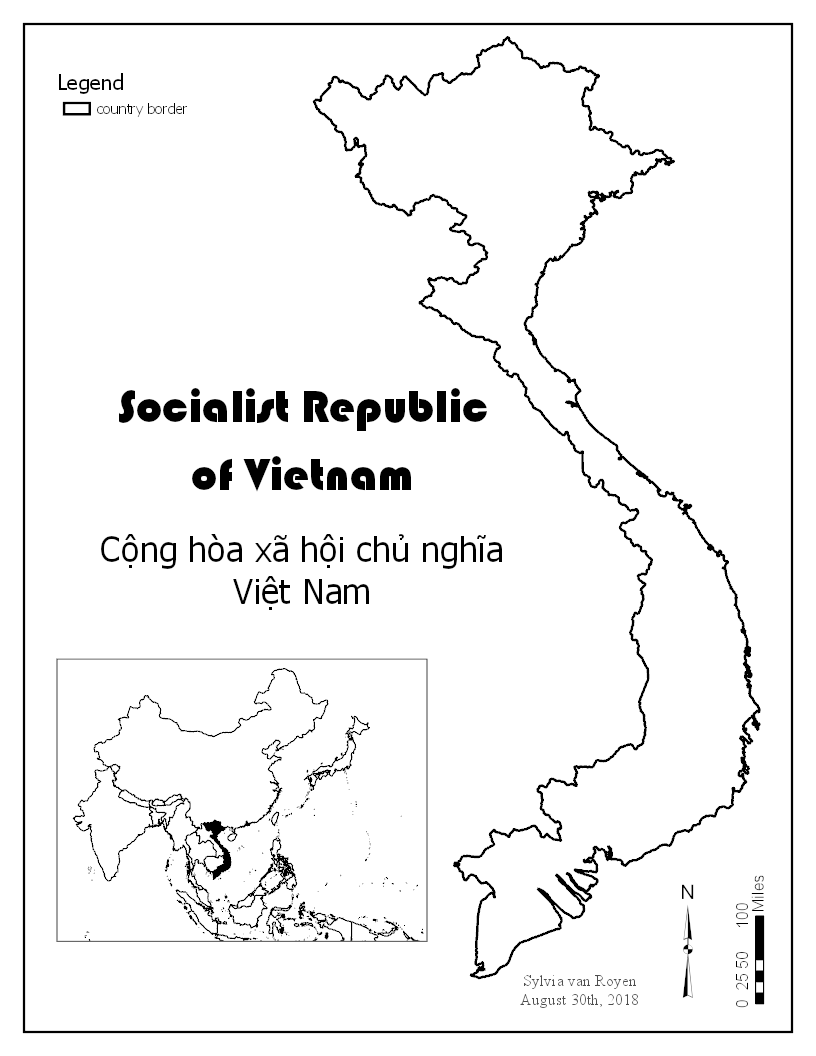 Legend
country border
Socialist Republic
of Vietnam
Cộng hòa xã hội chủ nghĩa
Việt Nam
N
0 25 50 100 Miles
Sylvia van Royen
August 30th, 2018